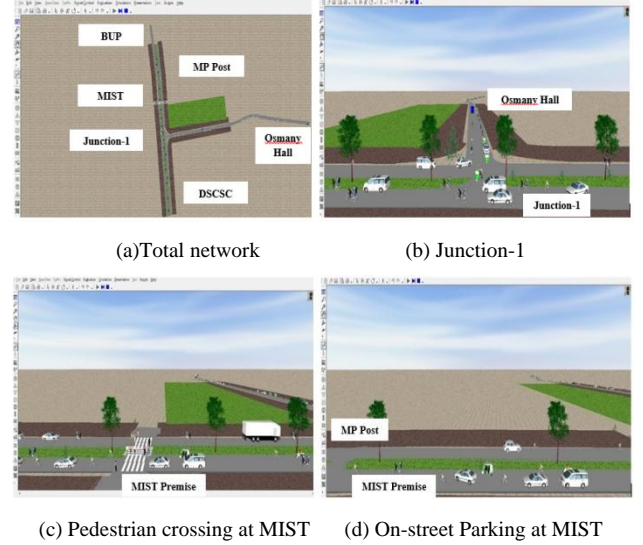 BUP
MP Post
MIST
Junction-1
Osmany
Hall
DSCSC
Osmany Hall
Junction-1
(a)Total network (b) Junction-1
MIST Premise
MP Post
MIST Premise
(c) Pedestrian crossing at MIST (d) On-street Parking at MIST